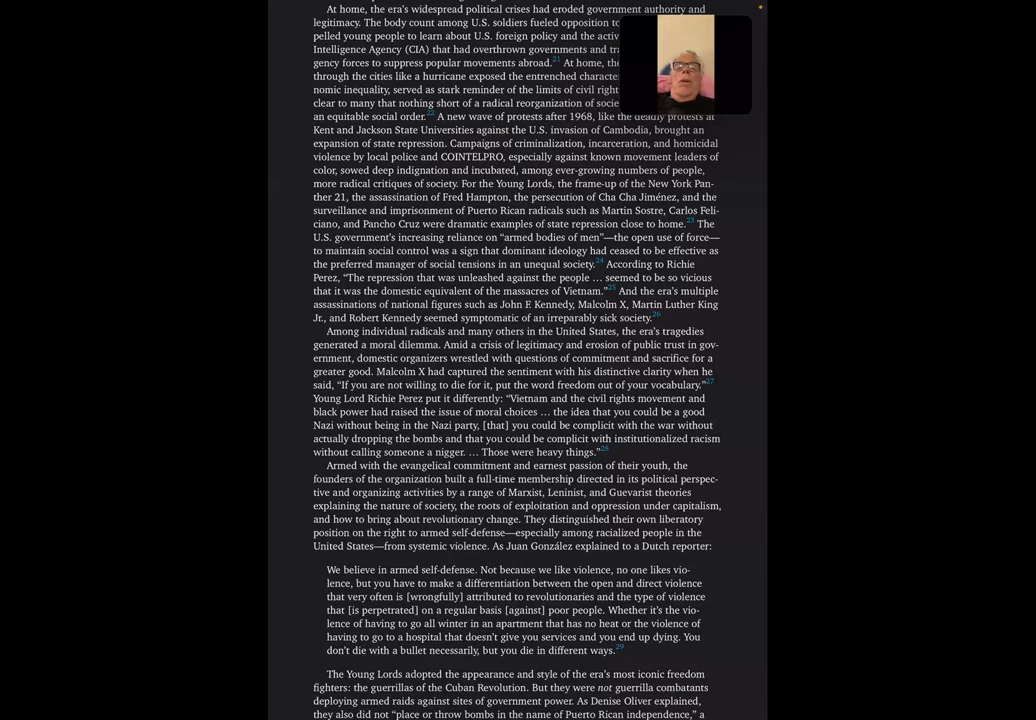 At home, the era's widespread political crises had eroded government authority and
legitimacy. The body count among U.S. soldiers fueled opposition to
pelled young people to learn about U.S. foreign policy and the activ
Intelligence Agency (CIA) that had overthrown governments and tra
gency forces to suppress popular movements abroad.21 At home, the
through the cities like a hurricane exposed the entrenched characte
nomic inequality, served as stark reminder of the limits of civil right
clear to many that nothing short of a radical reorganization of socie
an equitable social order.22 A new wave of protests after 1968, like the deadly protests at
Kent and Jackson State Universities against the U.S. invasion of Cambodia, brought an
expansion of state repression. Campaigns of criminalization, incarceration, and homicidal
violence by local police and COINTELPRO, especially against known movement leaders of
color, sowed deep indignation and incubated, among ever-growing numbers of people,
more radical critiques of society. For the Young Lords, the frame-up of the New York Pan-
ther 21, the assassination of Fred Hampton, the persecution of Cha Cha Jiménez, and the
surveillance and imprisonment of Puerto Rican radicals such as Martin Sostre, Carlos Feli-
ciano, and Pancho Cruz were dramatic examples of state repression close to home.23 The
U.S. government's increasing reliance on “armed bodies of men”—the open use of force—
to maintain social control was a sign that dominant ideology had ceased to be effective as
the preferred manager of social tensions in an unequal society.24 According to Richie
Perez, “The repression that was unleashed against the people … seemed to be so vicious
that it was the domestic equivalent of the massacres of Vietnam.”25 And the era's multiple
assassinations of national figures such as John F. Kennedy, Malcolm X, Martin Luther King
Jr., and Robert Kennedy seemed symptomatic of an irreparably sick society.26
Among individual radicals and many others in the United States, the era's tragedies
generated a moral dilemma. Amid a crisis of legitimacy and erosion of public trust in gov-
ernment, domestic organizers wrestled with questions of commitment and sacrifice for a
greater good. Malcolm X had captured the sentiment with his distinctive clarity when he
said, “If you are not willing to die for it, put the word freedom out of your vocabulary.”27
Young Lord Richie Perez put it differently: “Vietnam and the civil rights movement and
black power had raised the issue of moral choices … the idea that you could be a good
Nazi without being in the Nazi party, [that] you could be complicit with the war without
actually dropping the bombs and that you could be complicit with institutionalized racism
without calling someone a nigger. … Those were heavy things.”28
Armed with the evangelical commitment and earnest passion of their youth, the
founders of the organization built a full-time membership directed in its political perspec-
tive and organizing activities by a range of Marxist, Leninist, and Guevarist theories
explaining the nature of society, the roots of exploitation and oppression under capitalism,
and how to bring about revolutionary change. They distinguished their own liberatory
position on the right to armed self-defense—especially among racialized people in the
United States—from systemic violence. As Juan González explained to a Dutch reporter:
We believe in armed self-defense. Not because we like violence, no one likes vio-
lence, but you have to make a differentiation between the open and direct violence
that very often is [wrongfully] attributed to revolutionaries and the type of violence
that [is perpetrated] on a regular basis [against] poor people. Whether it's the vio-
lence of having to go all winter in an apartment that has no heat or the violence of
having to go to a hospital that doesn't give you services and you end up dying. You
don't die with a bullet necessarily, but you die in different ways.29
The Young Lords adopted the appearance and style of the era's most iconic freedom
fighters: the guerrillas of the Cuban Revolution. But they were not guerrilla combatants
deploying armed raids against sites of government power. As Denise Oliver explained,
they also did not “place or throw bombs in the name of Puerto Rican independence,” a